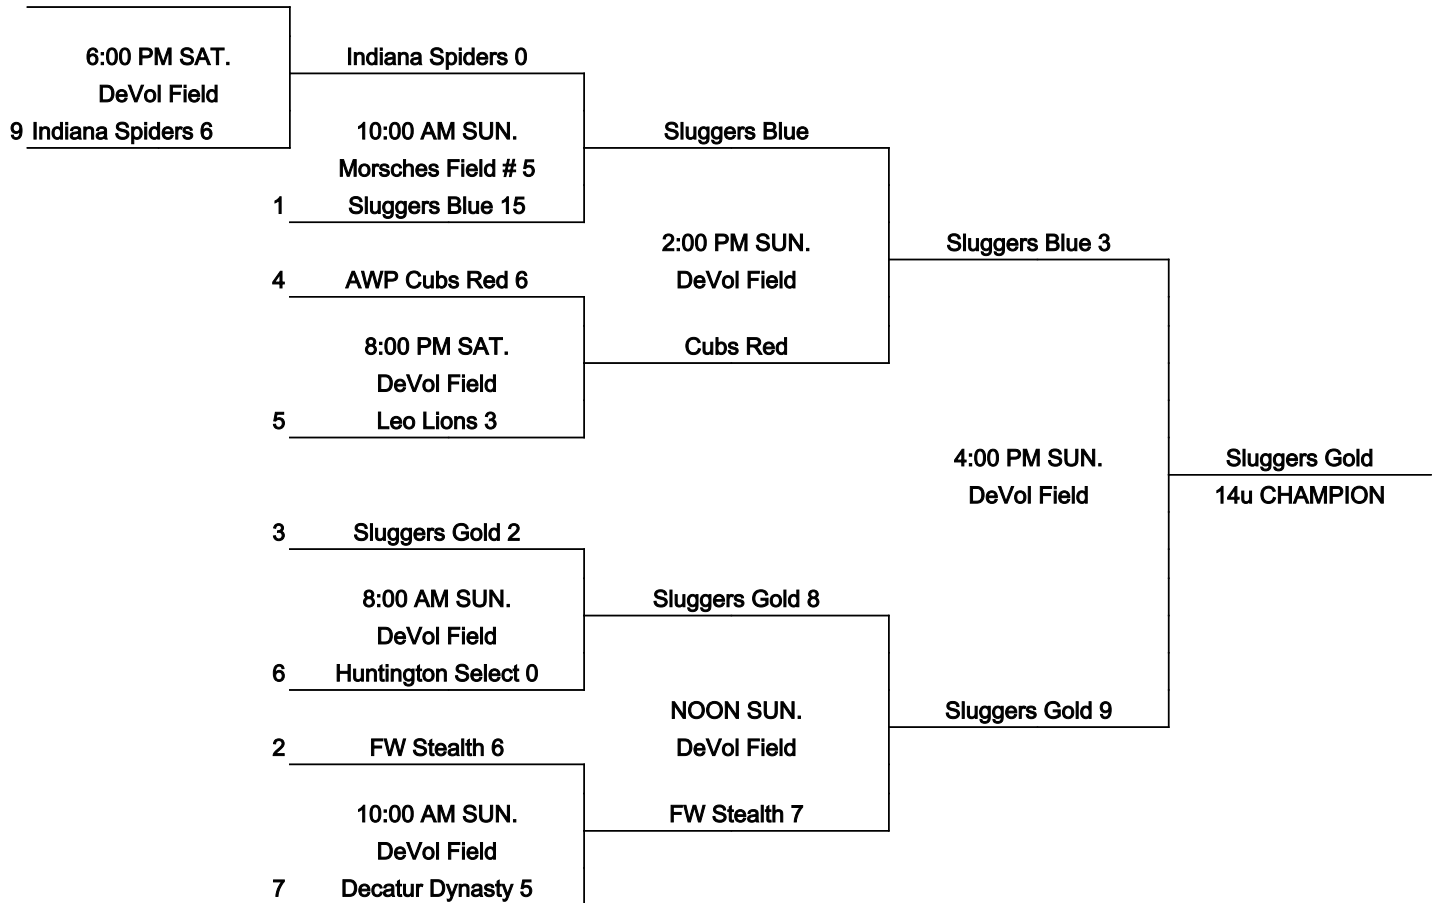 6:00 PM SAT.
DeVol Field
9 Indiana Spiders 6
Indiana Spiders 0
10:00 AM SUN.
Morsches Field # 5
1 Sluggers Blue 15
4 AWP Cubs Red 6
8:00 PM SAT.
DeVol Field
5 Leo Lions 3
3 Sluggers Gold 2
8:00 AM SUN.
DeVol Field
6 Huntington Select 0
2 FW Stealth 6
10:00 AM SUN.
DeVol Field
7 Decatur Dynasty 5
Sluggers Blue
2:00 PM SUN.
DeVol Field
Cubs Red
Sluggers Gold 8
NOON SUN.
DeVol Field
FW Stealth 7
Sluggers Blue 3
4:00 PM SUN.
DeVol Field
Sluggers Gold 9
Sluggers Gold
14u CHAMPION